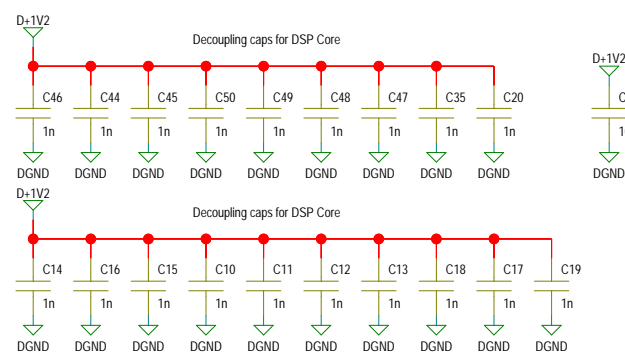 D+1V2
Decoupling caps for DSP Core
D+1V2
C46 C44 C45 C50 C49 C48 C47 C35 C20
1n 1n 1n 1n 1n 1n 1n 1n 1n
DGND DGND DGND DGND DGND DGND DGND DGND DGND DGND
D+1V2
Decoupling caps for DSP Core
C14 C16 C15 C10 C11 C12 C13 C18 C17 C19
1n 1n 1n 1n 1n 1n 1n 1n 1n 1n
DGND DGND DGND DGND DGND DGND DGND DGND DGND DGND